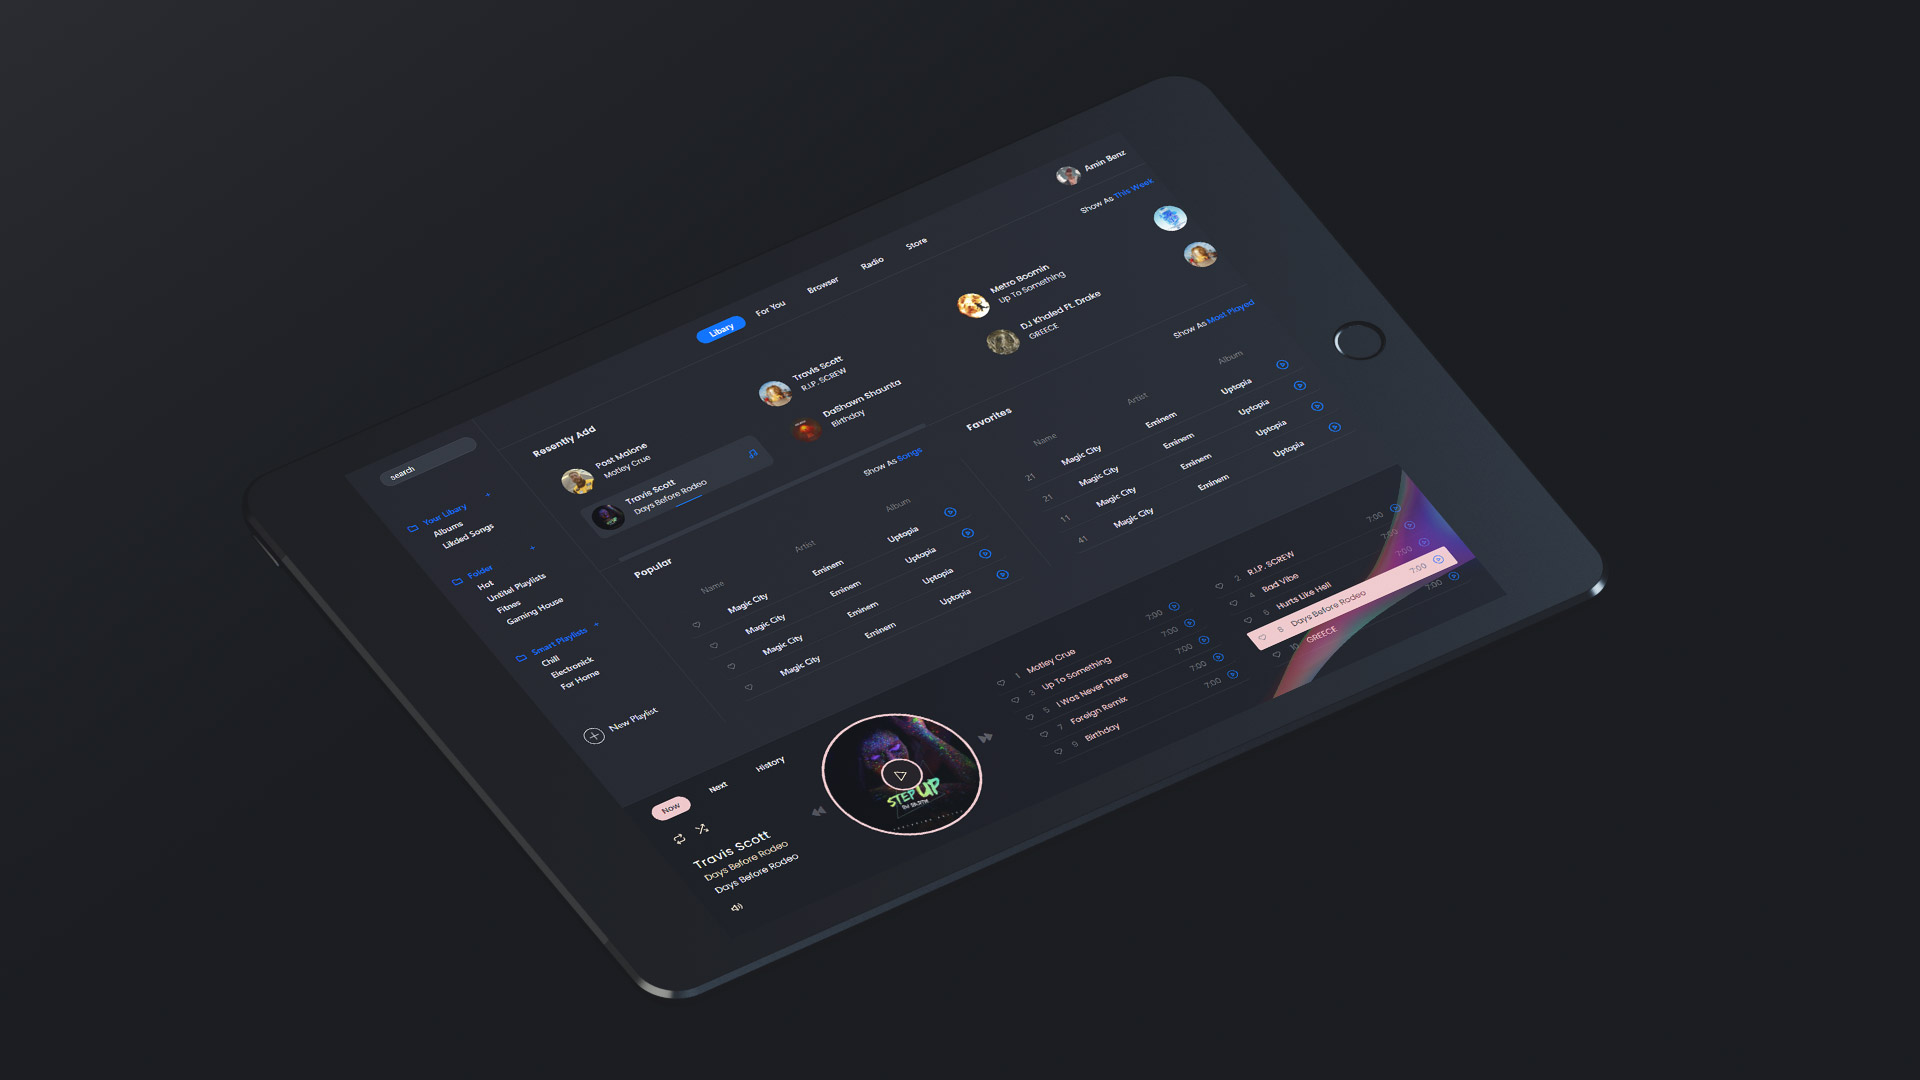 Amin Benz
Libary
For You
Browser
Radio
Store
search
Your Libary +
Albums
Likded Songs
Folder +
Hot
Untitel Playlists
Fitnes
Gaming House
Smart Playlists +
Chill
Electronick
For Home
New Playlist
Resently Add
Show As This Week
Post Malone
Motley Crue
Travis Scott
Days Before Rodeo
Travis Scott
R.I.P. SCREW
DaShawn Shaunta
Birthday
Metro Boomin
Up To Something
DJ Khaled Ft. Drake
GREECE
Popular
Show As Songs
Name Artist Album
Magic City Eminem Uptopia
Magic City Eminem Uptopia
Magic City Eminem Uptopia
Magic City Eminem Uptopia
Favorites
Show As Most Played
Name Artist Album
21 Magic City Eminem Uptopia
21 Magic City Eminem Uptopia
11 Magic City Eminem Uptopia
41 Magic City Eminem Uptopia
Now
Next
History
Travis Scott
Days Before Rodeo
Days Before Rodeo
STEP UP
1 Motley Crue 7:00
3 Up To Something 7:00
5 I Was Never There 7:00
7 Foreign Remix 7:00
9 Birthday 7:00
2 R.I.P. SCREW 7:00
4 Bad Vibe 7:00
6 Hurts Like Hell 7:00
8 Days Before Rodeo 7:00
10 GREECE 7:00